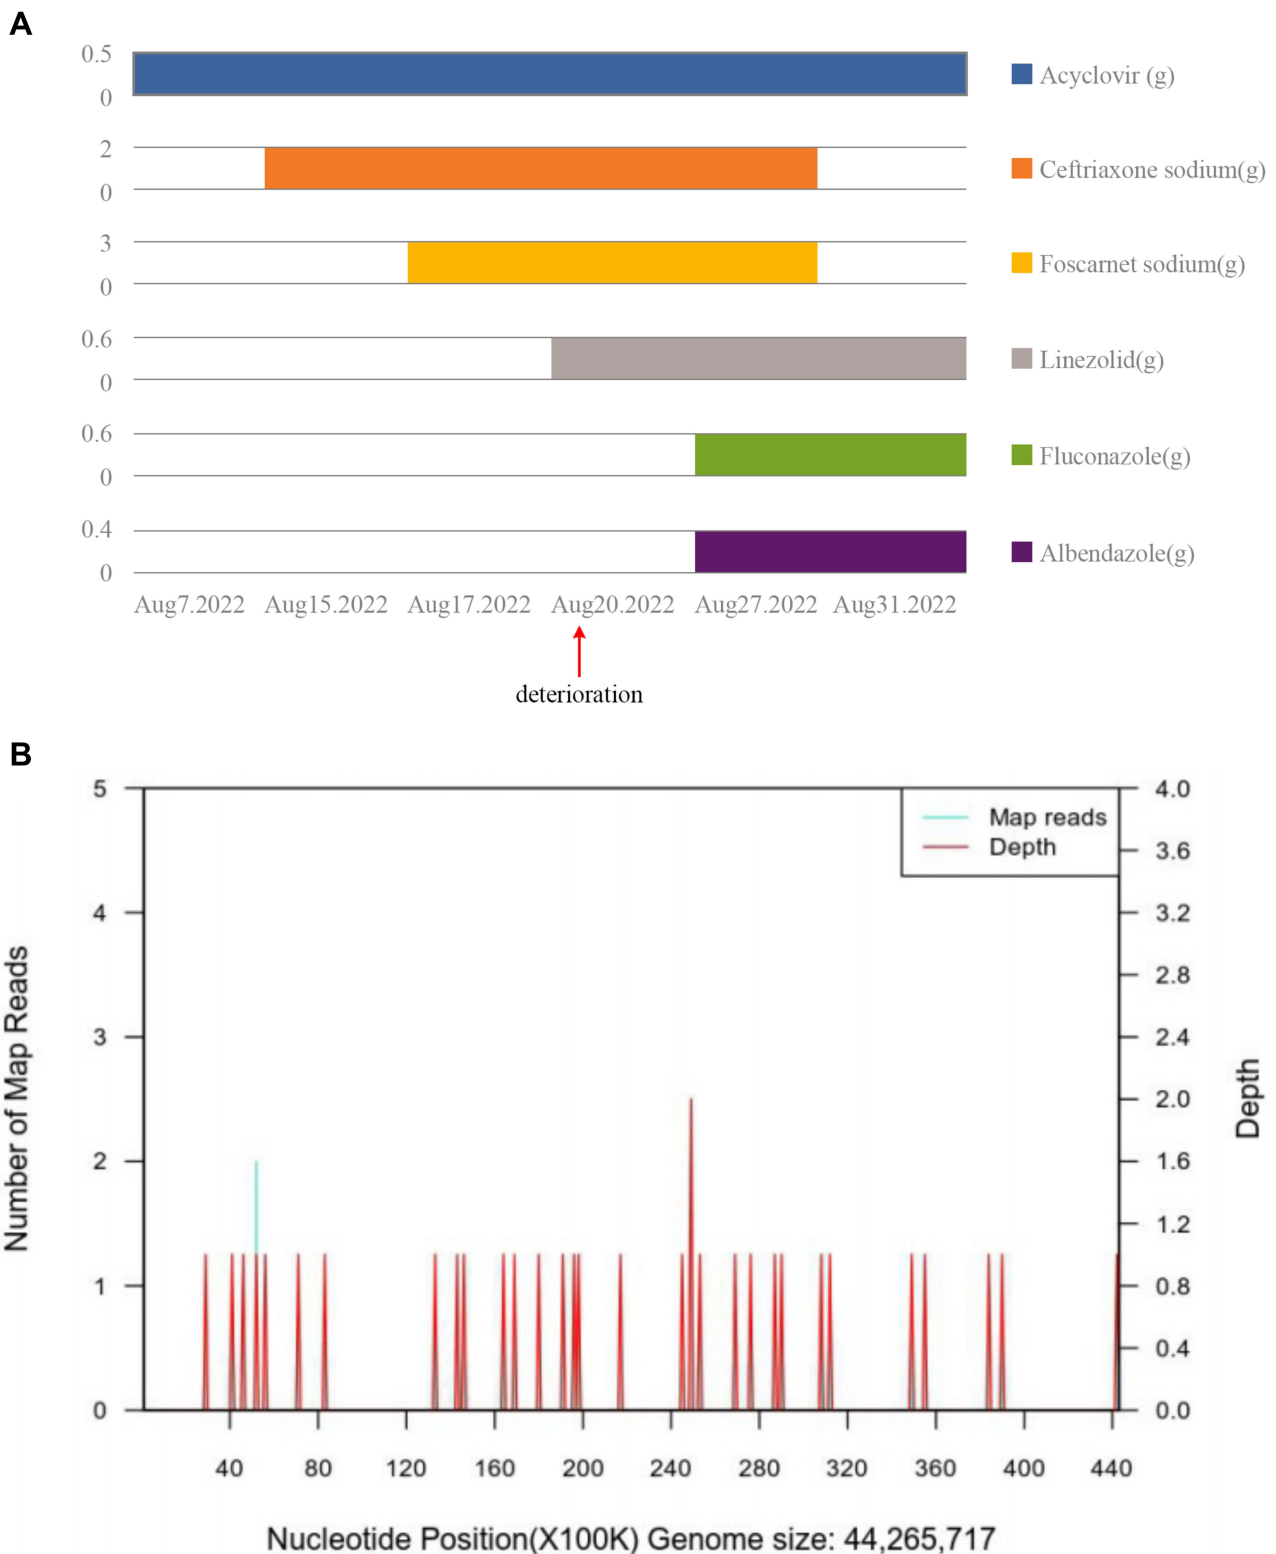 A
0.5
0
Acyclovir (g)
2
0
Ceftriaxone sodium(g)
3
0
Foscarnet sodium(g)
0.6
0
Linezolid(g)
0.6
0
Fluconazole(g)
0.4
0
Albendazole(g)
Aug7.2022 Aug15.2022 Aug17.2022 Aug20.2022 Aug27.2022 Aug31.2022
deterioration
B
Number of Map Reads
5
4
3
2
1
0
Map reads
Depth
4.0
3.6
3.2
2.8
2.4
2.0
1.6
1.2
0.8
0.4
0.0
Depth
40 80 120 160 200 240 280 320 360 400 440
Nucleotide Position(X100K) Genome size: 44,265,717